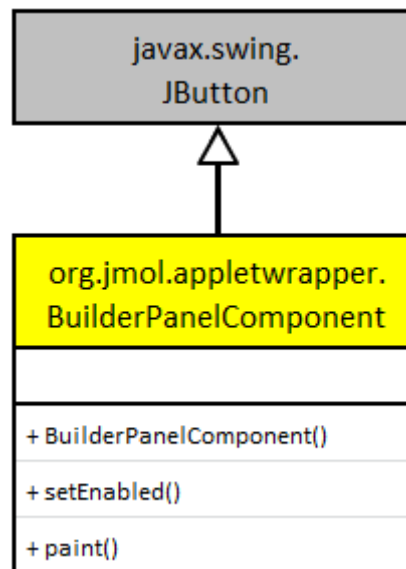 javax.swing.
JButton
org.jmol.appletwrapper.
BuilderPanelComponent
+ BuilderPanelComponent()
+ setEnabled()
+ paint()